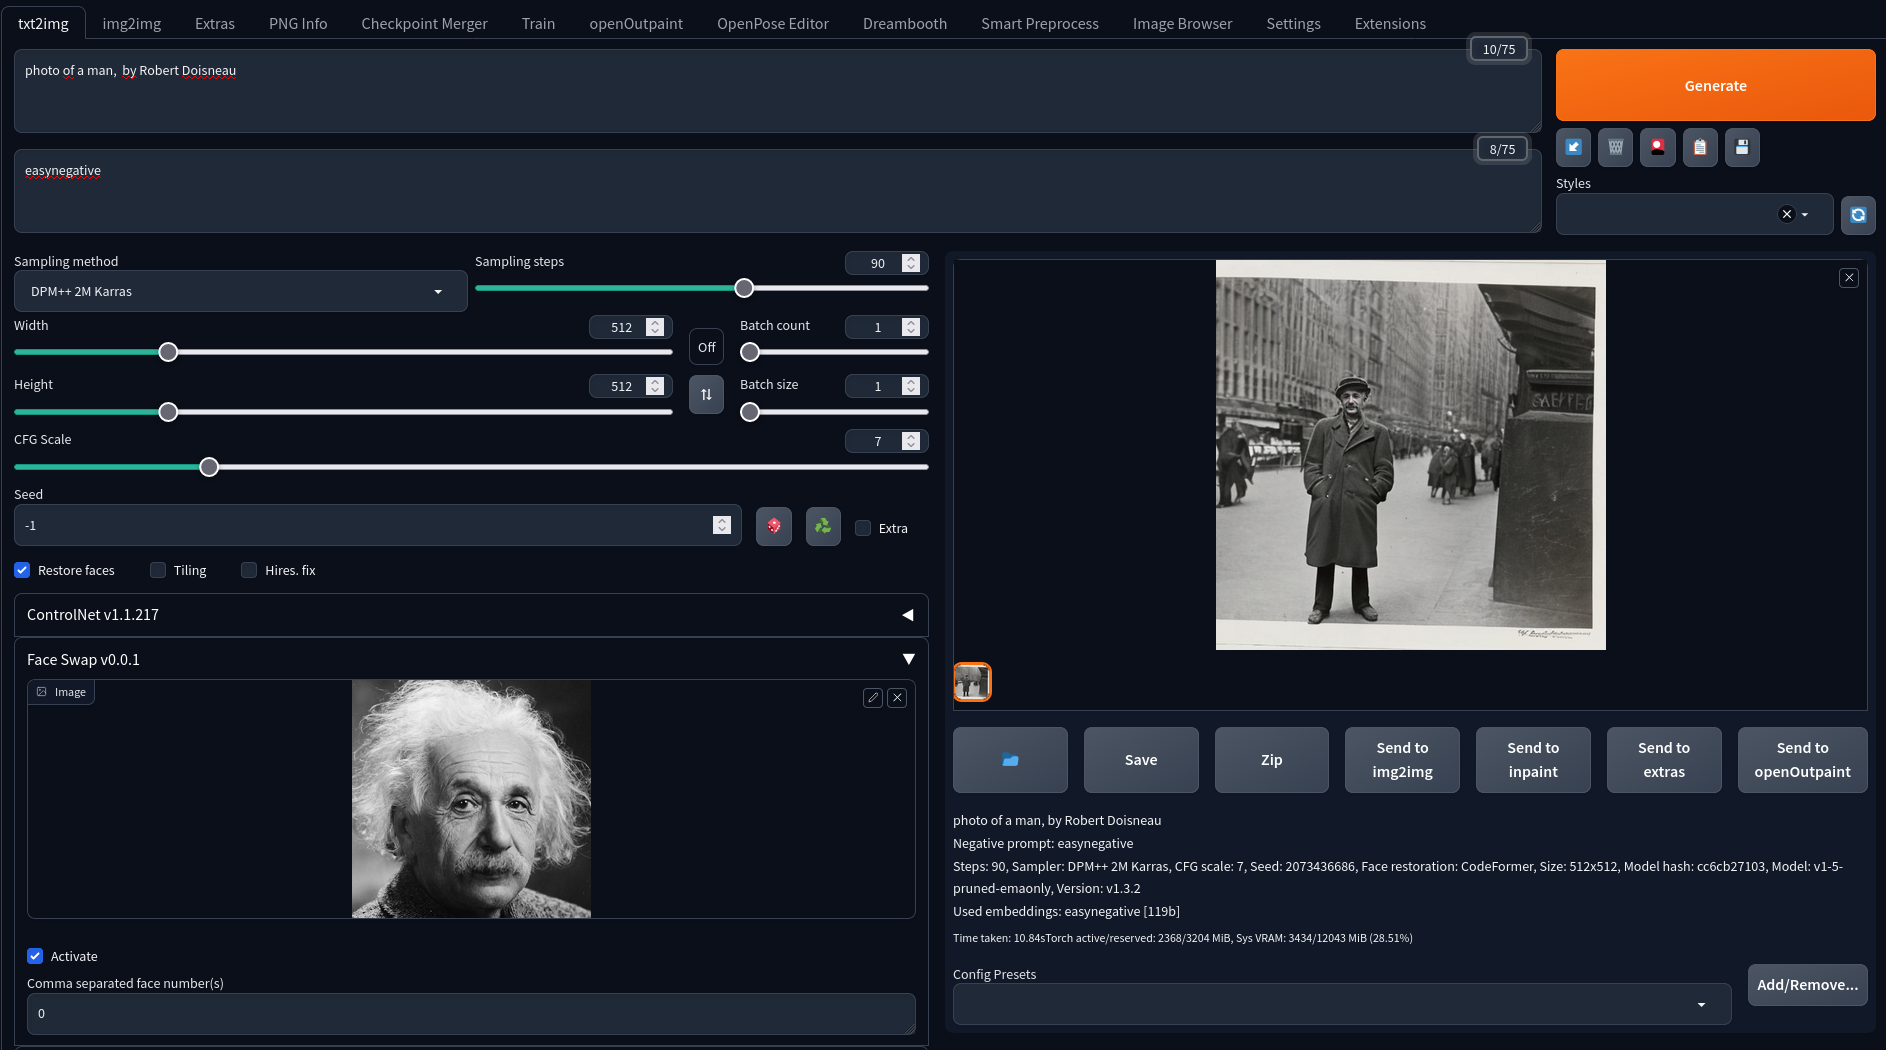 txt2img img2img Extras PNG Info Checkpoint Merger Train openOutpaint OpenPose Editor Dreambooth Smart Preprocess Image Browser Settings Extensions
10/75
photo of a man, by Robert Doisneau
Generate
8/75
easynegative
Styles
Sampling method
DPM++ 2M Karras
Sampling steps
90
Width
512
Off
Batch count
1
Height
512
Batch size
1
CFG Scale
7
Seed
-1
Extra
Restore faces Tiling Hires. fix
ControlNet v1.1.217
Face Swap v0.0.1
Image
Activate
Comma separated face number(s)
0
Save
Zip
Send to
img2img
Send to
inpaint
Send to
extras
Send to
openOutpaint
photo of a man, by Robert Doisneau
Negative prompt: easynegative
Steps: 90, Sampler: DPM++ 2M Karras, CFG scale: 7, Seed: 2073436686, Face restoration: CodeFormer, Size: 512x512, Model hash: cc6cb27103, Model: v1-5-
pruned-emaonly, Version: v1.3.2
Used embeddings: easynegative [119b]
Time taken: 10.84sTorch active/reserved: 2368/3204 MiB, Sys VRAM: 3434/12043 MiB (28.51%)
Config Presets
Add/Remove...